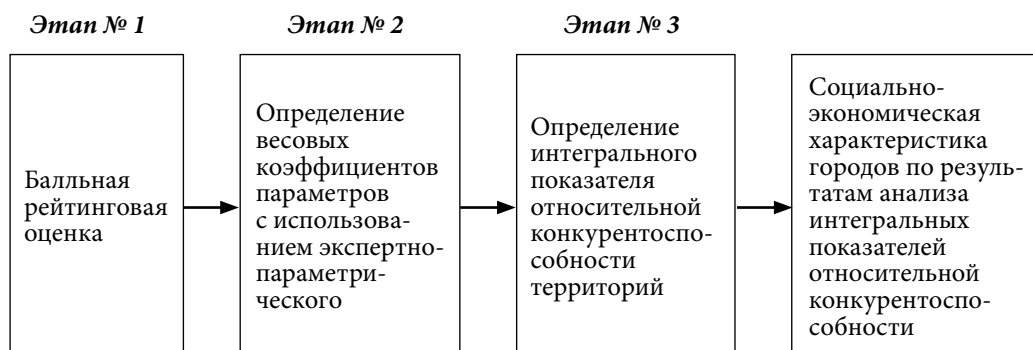 Этап № 1
Этап № 2
Этап № 3
Балльная
рейтинговая
оценка
Определение
весовых
коэффициентов
параметров
с использова-
нием экспертно-
параметри-
ческого
Определение
интегрального
показателя
относительной
конкурентоспо-
собности
территорий
Социально-
экономическая
характеристика
городов по резуль-
татам анализа
интегральных
показателей
относительной
конкурентоспо-
собности